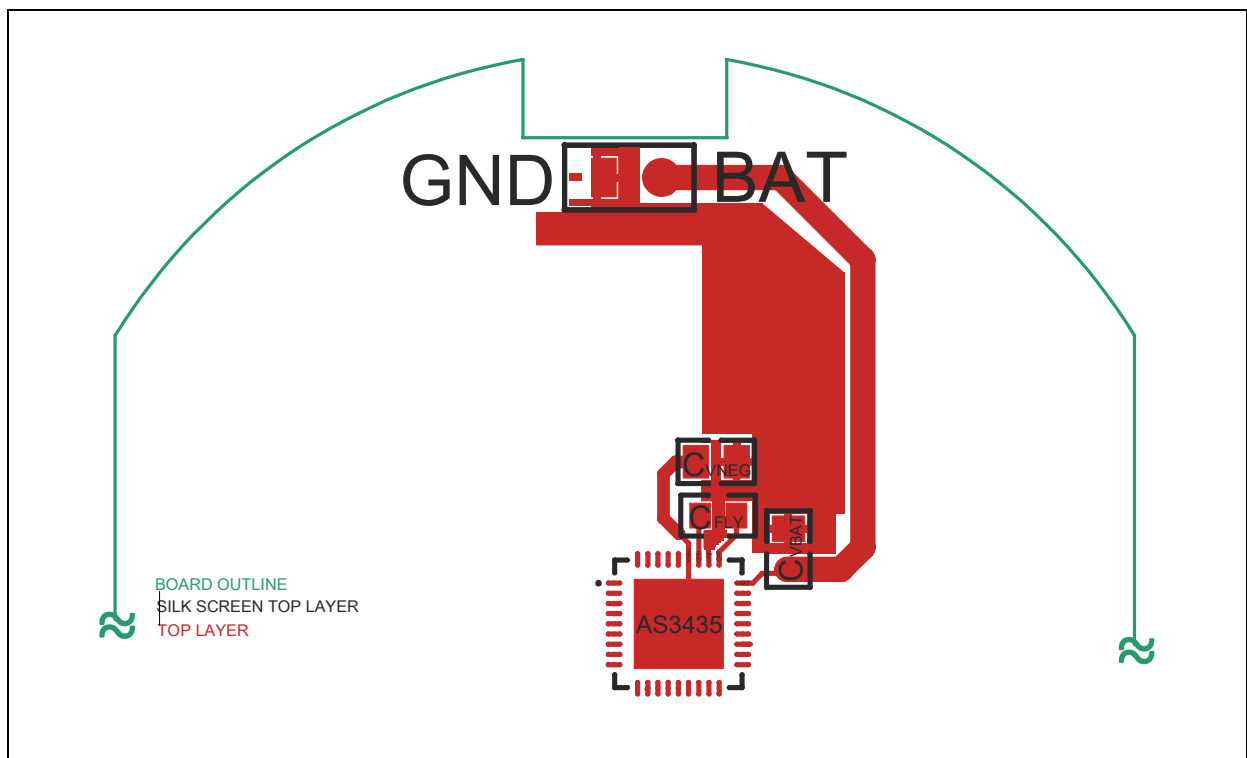 GND BAT
CVNEG
CFLY
CVBAT
AS3435
BOARD OUTLINE
SILK SCREEN TOP LAYER
TOP LAYER